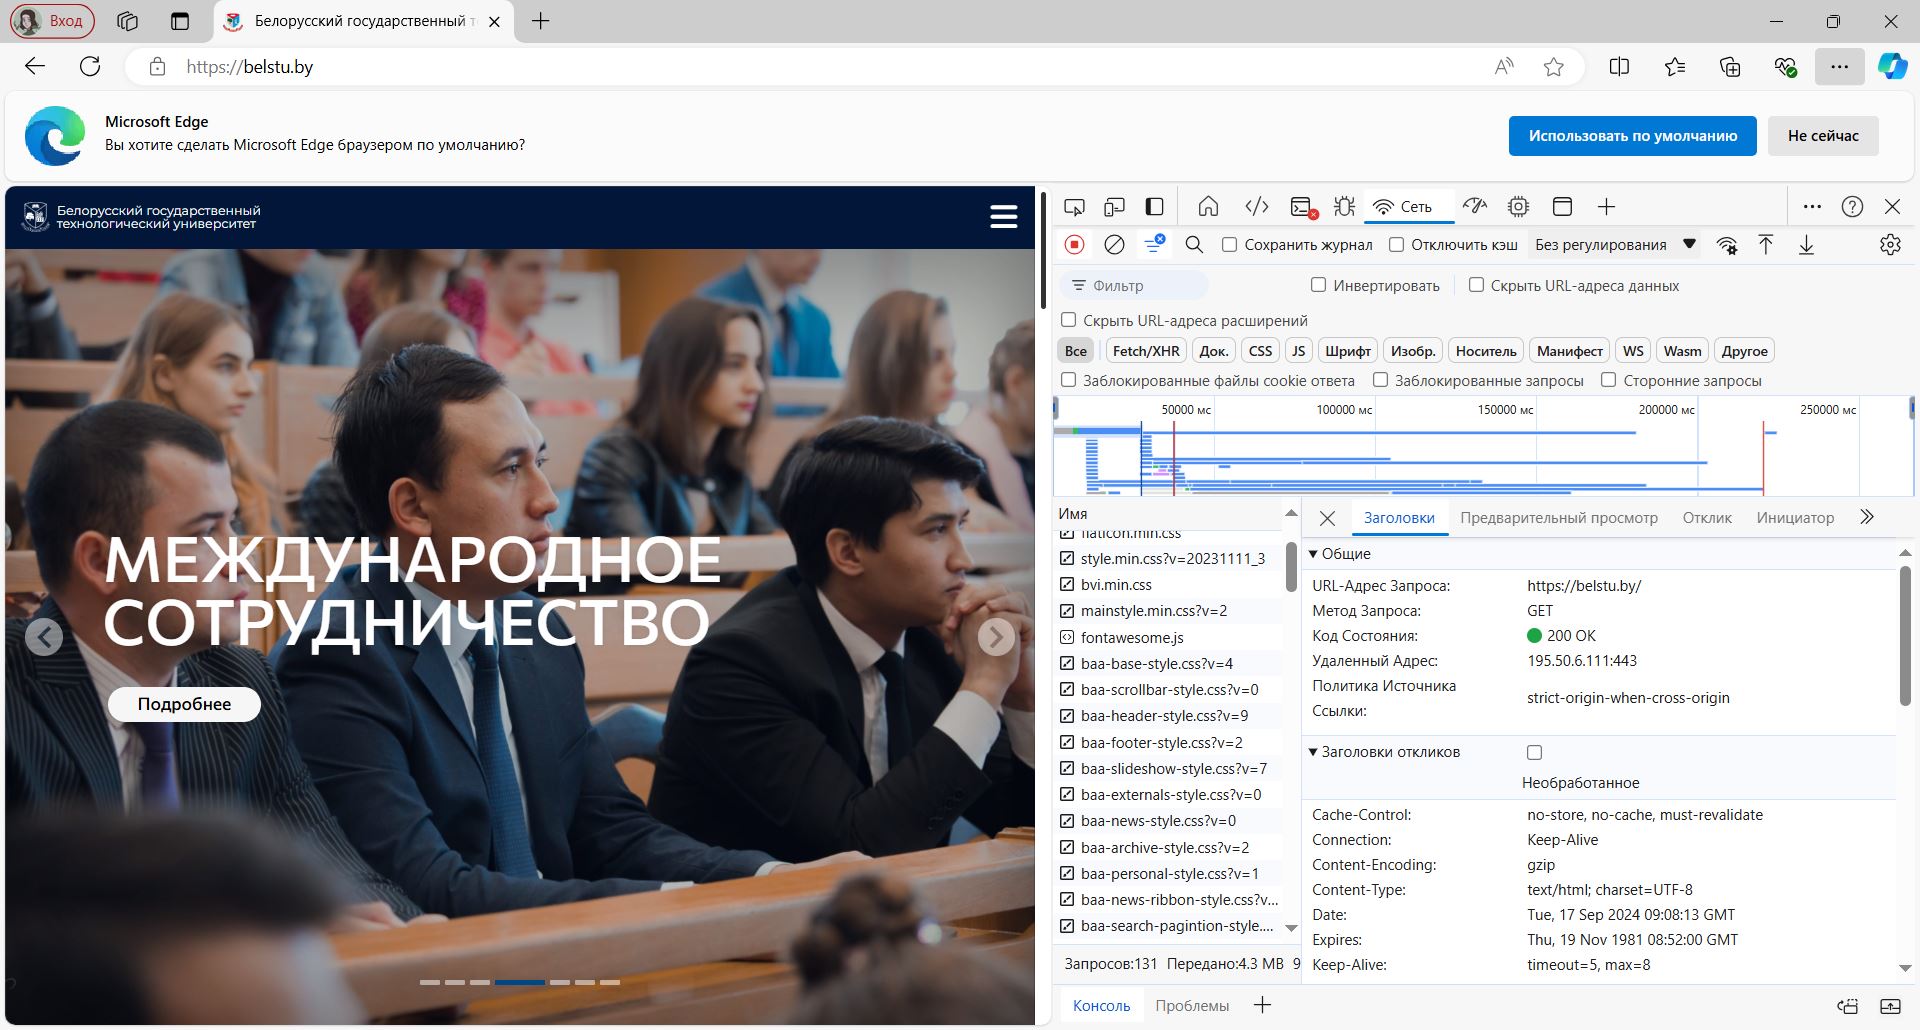 Вход
Белорусский государственный т
https://belstu.by
Microsoft Edge
Вы хотите сделать Microsoft Edge браузером по умолчанию?
Использовать по умолчанию
Не сейчас
Белорусский государственный
технологический университет
МЕЖДУНАРОДНОЕ
СОТРУДНИЧЕСТВО
Подробнее
Сеть
Сохранить журнал
Отключить кэш
Без регулирования
Фильтр
Инвертировать
Скрыть URL-адреса данных
Скрыть URL-адреса расширений
Все Fetch/XHR Док. CSS JS Шрифт Изобр. Носитель Манифест WS Wasm Другое
Заблокированные файлы cookie ответа
Заблокированные запросы
Сторонние запросы
50000 мс 100000 мс 150000 мс 200000 мс 250000 мс
Имя
flaticon.min.css
style.min.css?v=20231111_3
bvi.min.css
mainstyle.min.css?v=2
fontawesome.js
baa-base-style.css?v=4
baa-scrollbar-style.css?v=0
baa-header-style.css?v=9
baa-footer-style.css?v=2
baa-slideshow-style.css?v=7
baa-externals-style.css?v=0
baa-news-style.css?v=0
baa-archive-style.css?v=2
baa-personal-style.css?v=1
baa-news-ribbon-style.css?v...
baa-search-pagintion-style....
Запросов:131 Передано:4.3 MB 9
Заголовки Предварительный просмотр Отклик Инициатор
Общие
URL-Адрес Запроса: https://belstu.by/
Метод Запроса: GET
Код Состояния: 200 OK
Удаленный Адрес: 195.50.6.111:443
Политика Источника
Ссылки: strict-origin-when-cross-origin
Заголовки откликов
Необработанное
Cache-Control: no-store, no-cache, must-revalidate
Connection: Keep-Alive
Content-Encoding: gzip
Content-Type: text/html; charset=UTF-8
Date: Tue, 17 Sep 2024 09:08:13 GMT
Expires: Thu, 19 Nov 1981 08:52:00 GMT
Keep-Alive: timeout=5, max=8
Консоль Проблемы